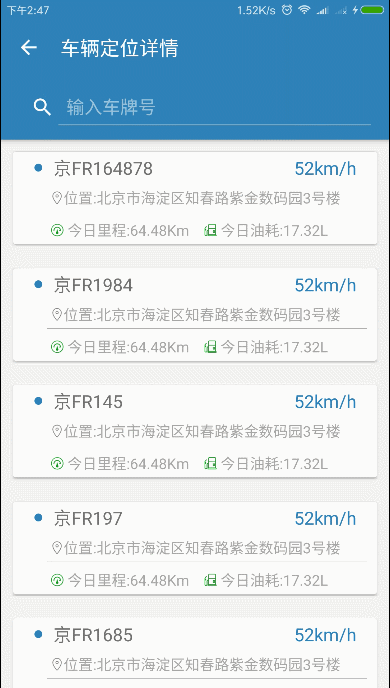 下午2:47 1.52K/s
车辆定位详情
输入车牌号
京FR164878 52km/h
位置:北京市海淀区知春路紫金数码园3号楼
今日里程:64.48Km 今日油耗:17.32L
京FR1984 52km/h
位置:北京市海淀区知春路紫金数码园3号楼
今日里程:64.48Km 今日油耗:17.32L
京FR145 52km/h
位置:北京市海淀区知春路紫金数码园3号楼
今日里程:64.48Km 今日油耗:17.32L
京FR197 52km/h
位置:北京市海淀区知春路紫金数码园3号楼
今日里程:64.48Km 今日油耗:17.32L
京FR1685 52km/h
位置:北京市海淀区知春路紫金数码园3号楼